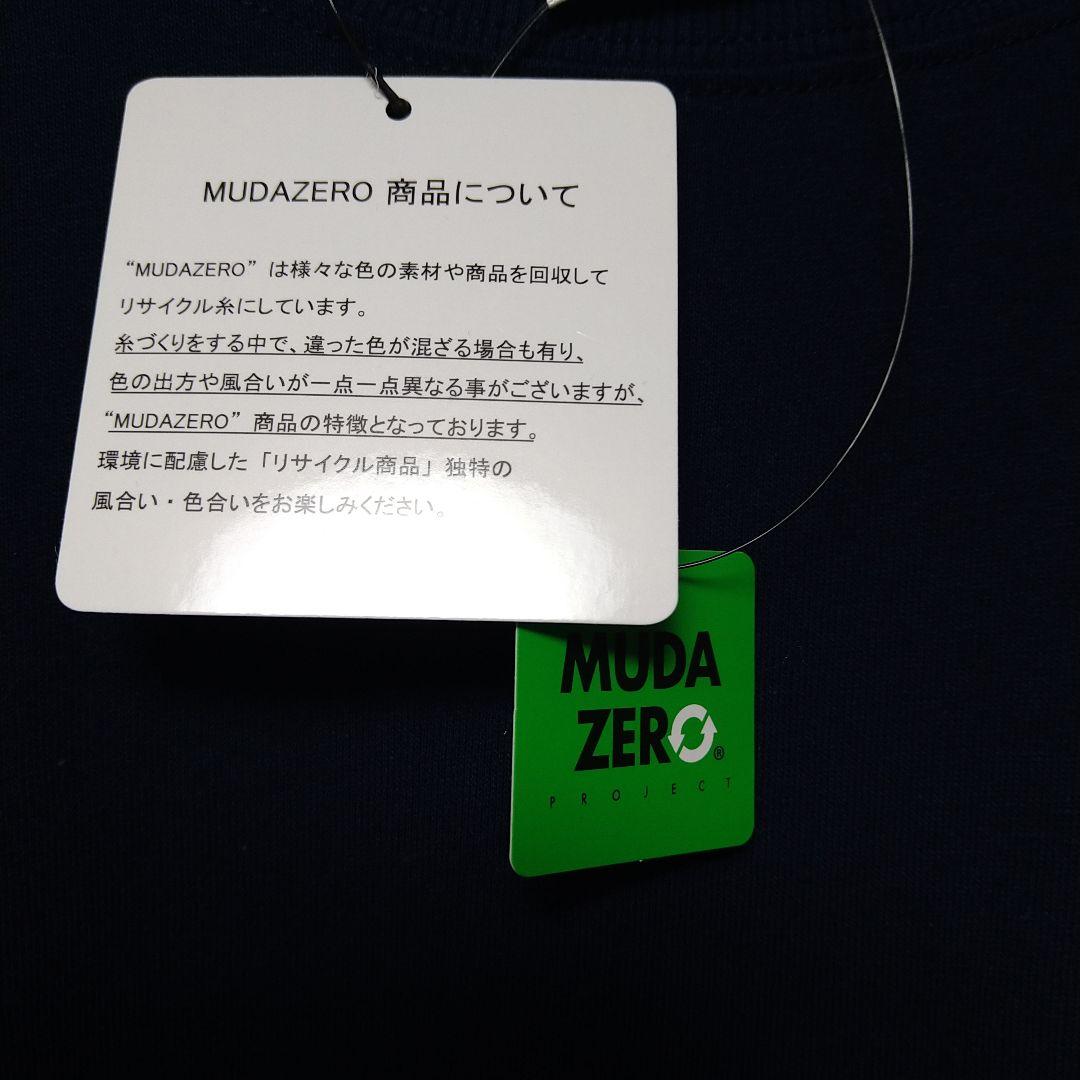 MUDAZERO 商品について
“MUDAZERO”は様々な色の素材や商品を回収して
リサイクル糸にしています。
糸づくりをする中で、違った色が混ざる場合も有り、
色の出方や風合いが一点一点異なる事がございますが、
“MUDAZERO”商品の特徴となっております。
環境に配慮した「リサイクル商品」独特の
風合い・色合いをお楽しみください。
MUDA
ZERO®
PROJECT